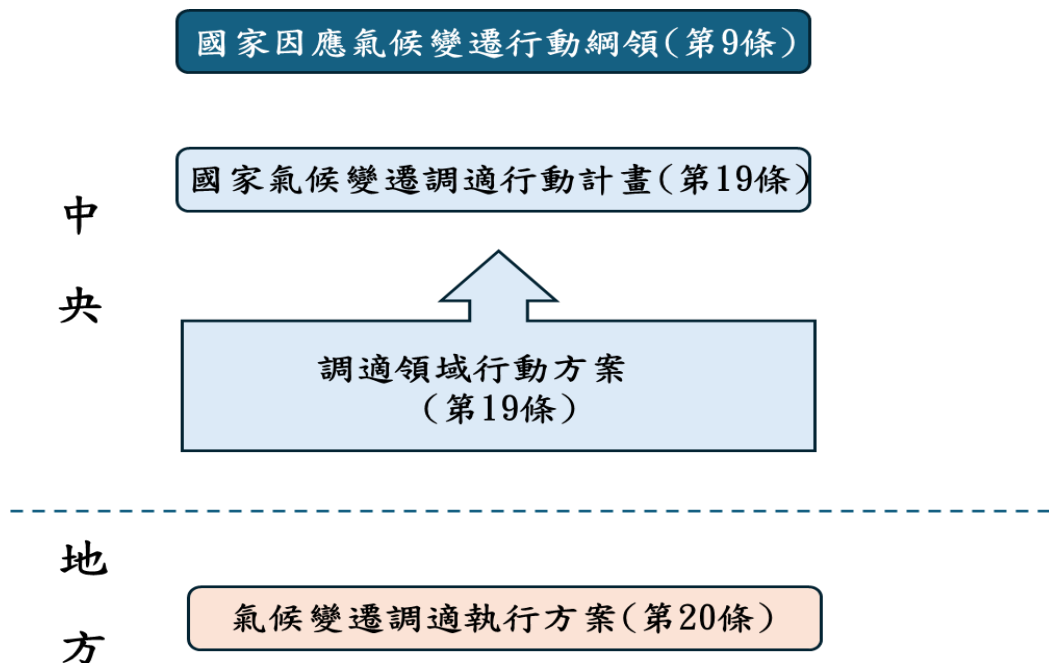 國家因應氣候變遷行動綱領(第9條)
國家氣候變遷調適行動計畫(第19條)
中
央
調適領域行動方案
(第19條)
地
方
氣候變遷調適執行方案(第20條)